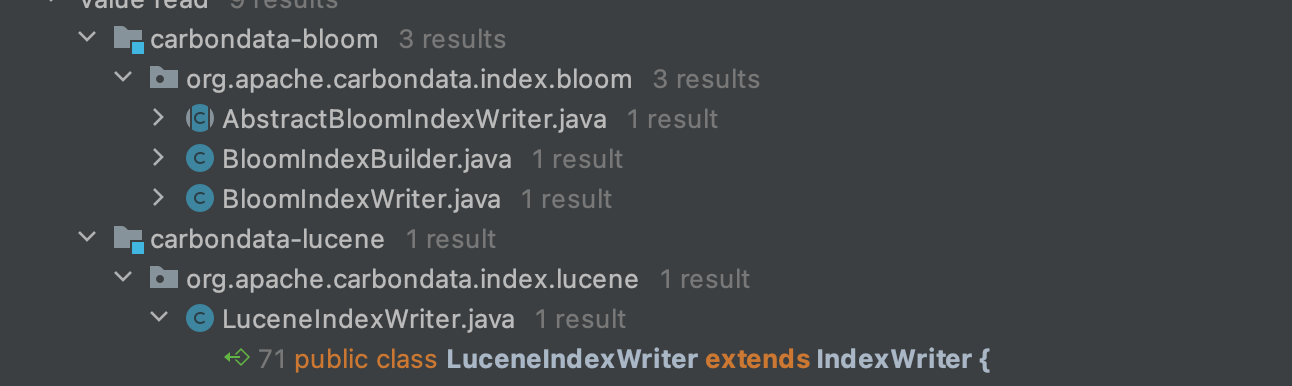 Value read 9 results
carbondata-bloom 3 results
org.apache.carbondata.index.bloom 3 results
AbstractBloomIndexWriter.java 1 result
BloomIndexBuilder.java 1 result
BloomIndexWriter.java 1 result
carbondata-lucene 1 result
org.apache.carbondata.index.lucene 1 result
LuceneIndexWriter.java 1 result
71 public class LuceneIndexWriter extends IndexWriter {